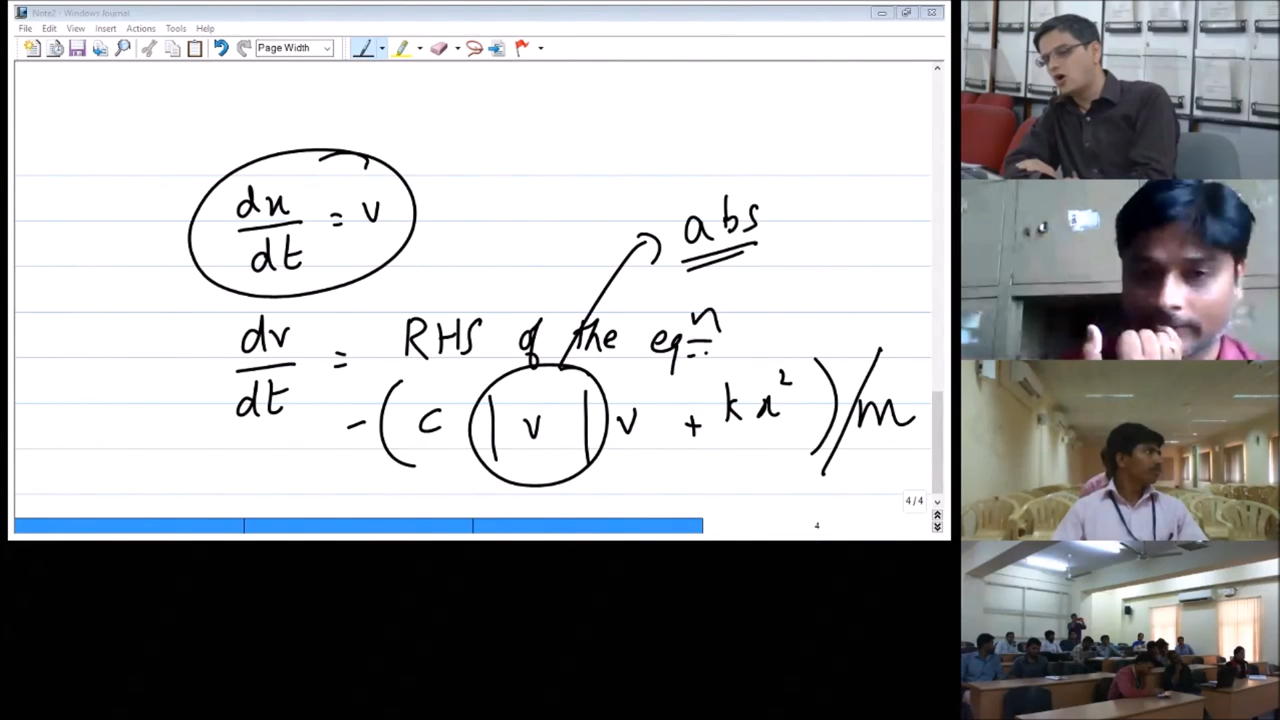 Note2 - Windows Journal
File Edit View Insert Actions Tools Help
Page Width
dx/dt = v
abs
dv/dt = RHS of the eqn
- ( c | v | v + kx² ) / m
4/4
4